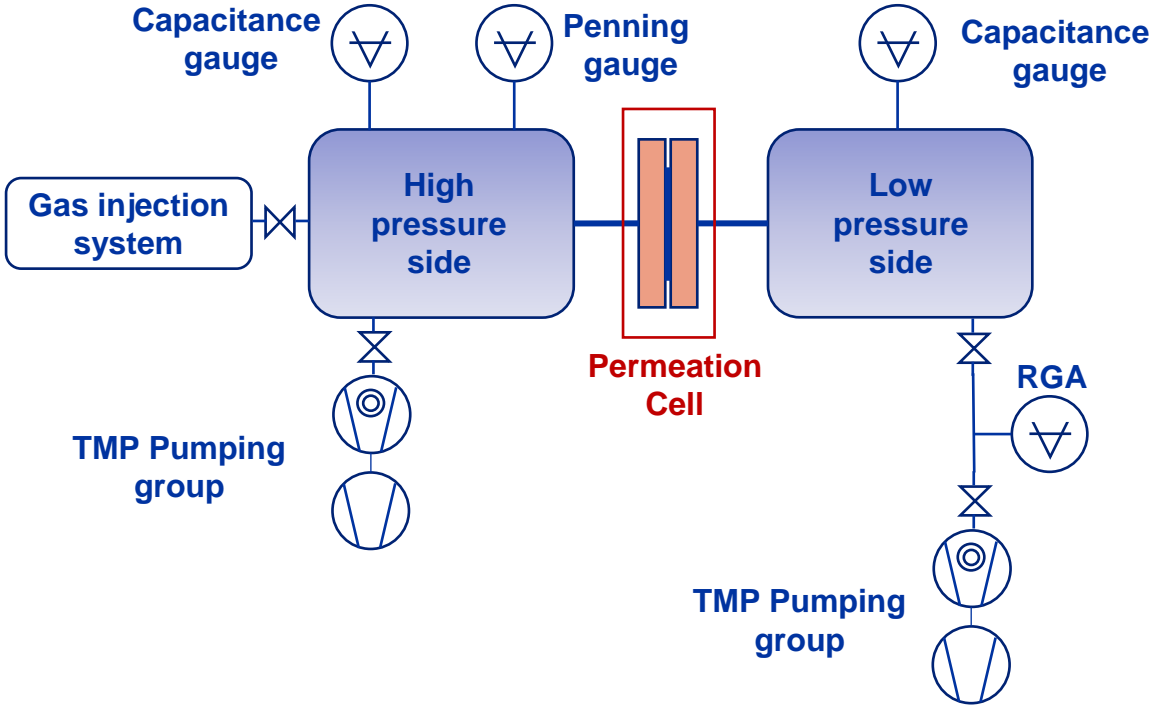 Capacitance
gauge
Penning
gauge
Capacitance
gauge
Gas injection
system
High
pressure
side
Low
pressure
side
Permeation
Cell
RGA
TMP Pumping
group
TMP Pumping
group